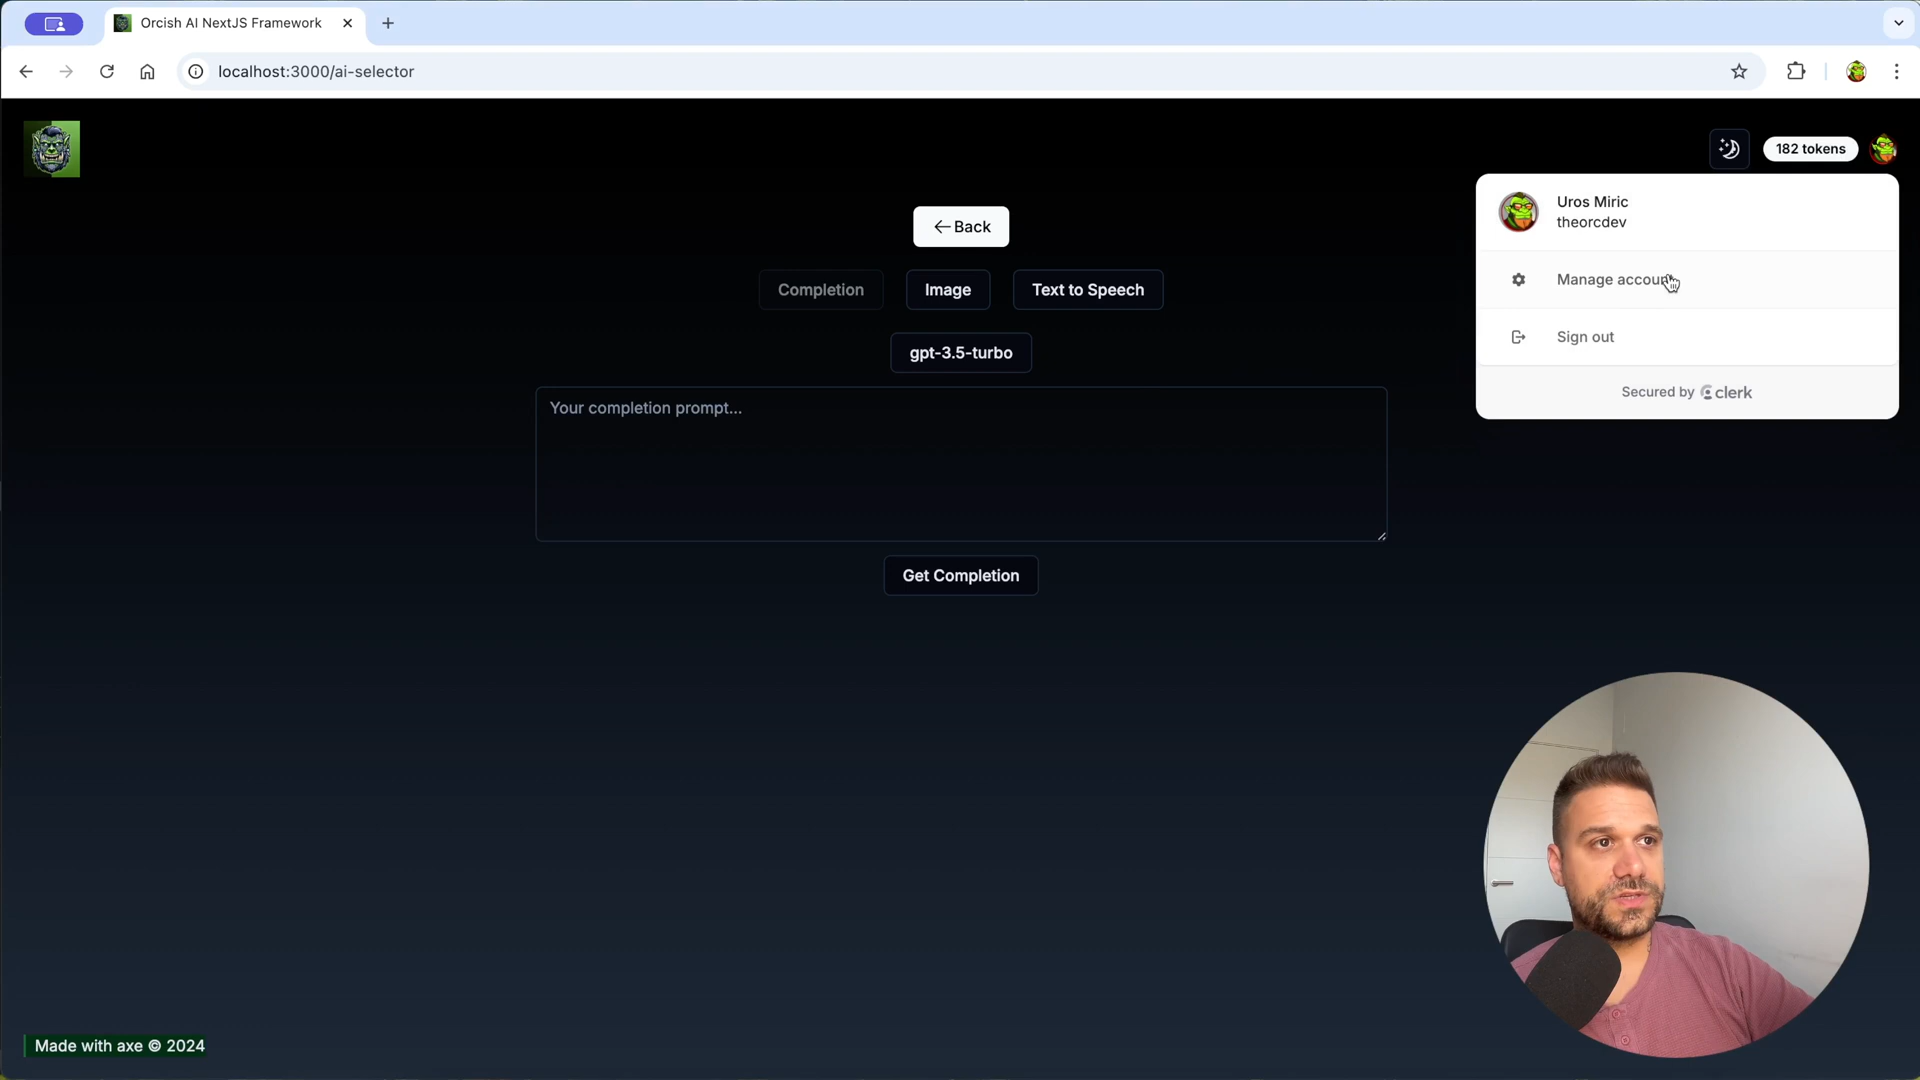 Orcish AI NextJS Framework
localhost:3000/ai-selector
182 tokens
Uros Miric
theorcdev
Manage account
Sign out
Secured by clerk
Back
Completion Image Text to Speech
gpt-3.5-turbo
Your completion prompt...
Get Completion
Made with axe © 2024